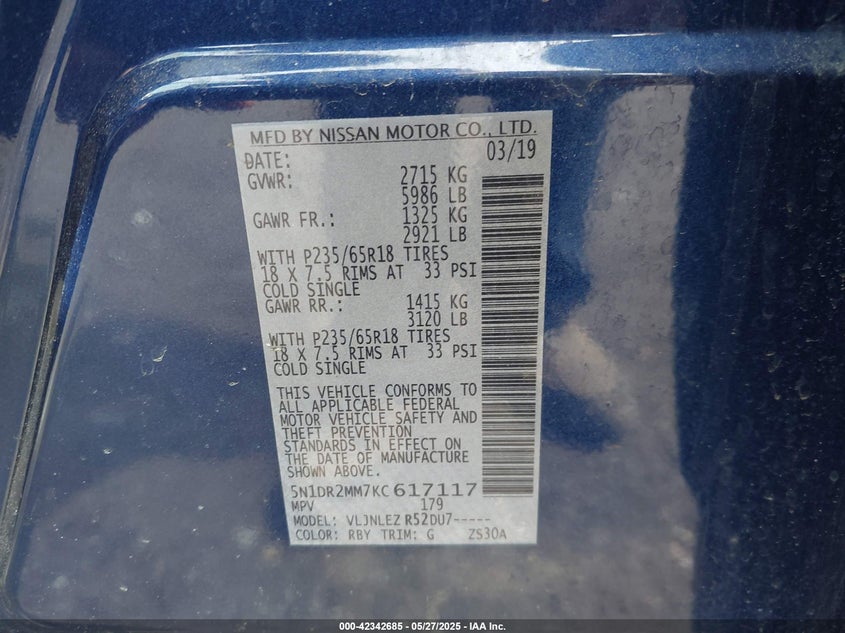 MFD BY NISSAN MOTOR CO., LTD.
DATE: 03/19
GVWR: 2715 KG
5986 LB
GAWR FR.: 1325 KG
2921 LB
WITH P235/65R18 TIRES
18 X 7.5 RIMS AT 33 PSI
COLD SINGLE
GAWR RR.: 1415 KG
3120 LB
WITH P235/65R18 TIRES
18 X 7.5 RIMS AT 33 PSI
COLD SINGLE
THIS VEHICLE CONFORMS TO
ALL APPLICABLE FEDERAL
MOTOR VEHICLE SAFETY AND
THEFT PREVENTION
STANDARDS IN EFFECT ON
THE DATE OF MANUFACTURE
SHOWN ABOVE.
5N1DR2MM7KC617117
MPV 179
MODEL: VLJNLEZ R52DU7-----
COLOR: RBY TRIM: G ZS30A
000-42342685 - 05/27/2025 - IAA Inc.